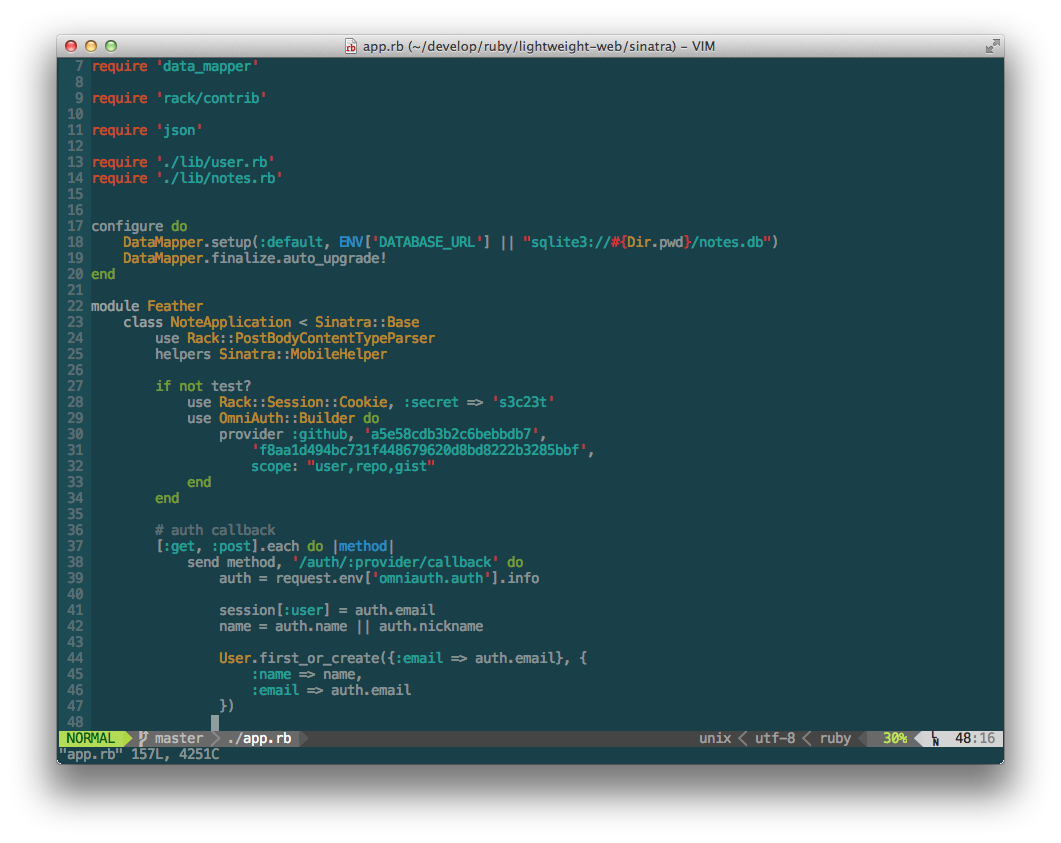 app.rb (~/develop/ruby/lightweight-web/sinatra) - VIM
7 require 'data_mapper'
8
9 require 'rack/contrib'
10
11 require 'json'
12
13 require './lib/user.rb'
14 require './lib/notes.rb'
15
16
17 configure do
18     DataMapper.setup(:default, ENV['DATABASE_URL'] || "sqlite3://#{Dir.pwd}/notes.db")
19     DataMapper.finalize.auto_upgrade!
20 end
21
22 module Feather
23     class NoteApplication < Sinatra::Base
24         use Rack::PostBodyContentTypeParser
25         helpers Sinatra::MobileHelper
26
27         if not test?
28             use Rack::Session::Cookie, :secret => 's3c23t'
29             use OmniAuth::Builder do
30                 provider :github, 'a5e58cdb3b2c6bebbdb7',
31                     'f8aa1d494bc731f448679620d8bd8222b3285bbf',
32                     scope: "user,repo,gist"
33             end
34         end
35
36         # auth callback
37         [:get, :post].each do |method|
38             send method, '/auth/:provider/callback' do
39                 auth = request.env['omniauth.auth'].info
40
41                 session[:user] = auth.email
42                 name = auth.name || auth.nickname
43
44                 User.first_or_create({:email => auth.email}, {
45                     :name => name,
46                     :email => auth.email
47                 })
48
NORMAL master ./app.rb unix < utf-8 < ruby 30% LN 48:16
"app.rb" 157L, 4251C